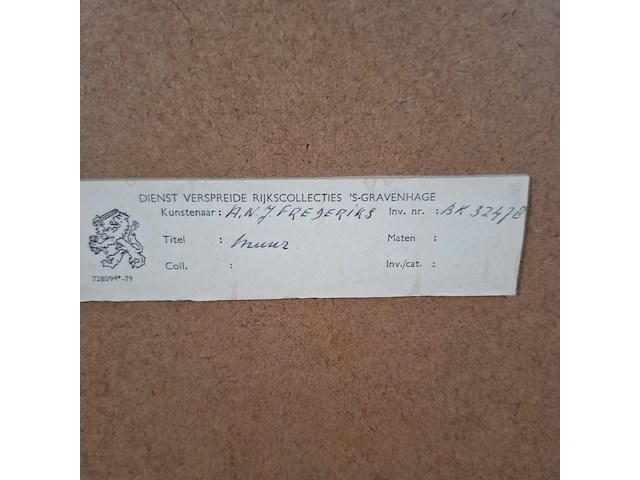 DIENST VERSPREIDE RIJKSCOLLECTIES 'S-GRAVENHAGE
Kunstenaar: A.N.J FREDERIKS Inv. nr. :BK 32478
Titel : muur Maten :
Coll. : Inv./cat. :
728094*-75